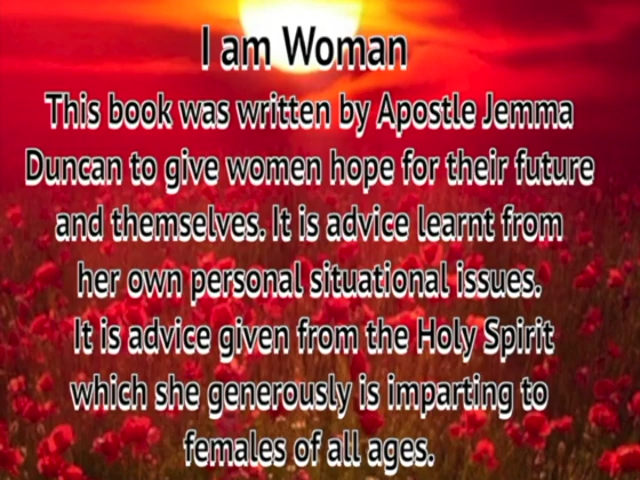 I am Woman
This book was written by Apostle Jemma
Duncan to give women hope for their future
and themselves. It is advice learnt from
her own personal situational issues.
It is advice given from the Holy Spirit
which she generously is imparting to
females of all ages.